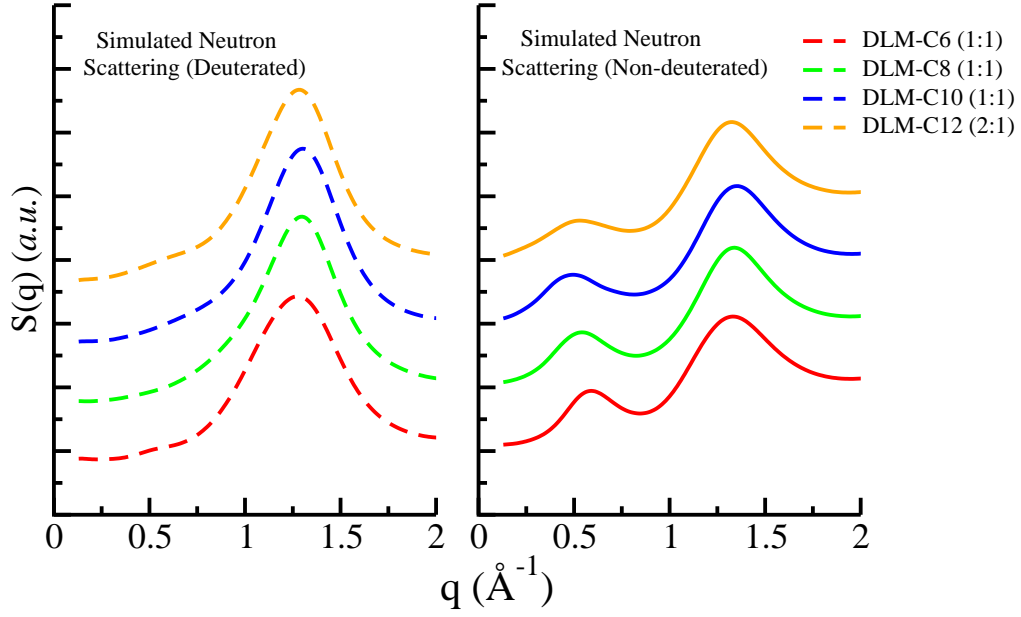 Simulated Neutron
Scattering (Deuterated)
Simulated Neutron
Scattering (Non-deuterated)
DLM-C6 (1:1)
DLM-C8 (1:1)
DLM-C10 (1:1)
DLM-C12 (2:1)
S(q) (a.u.)
0 0.5 1 1.5 2
0 0.5 1 1.5 2
q (Å⁻¹)